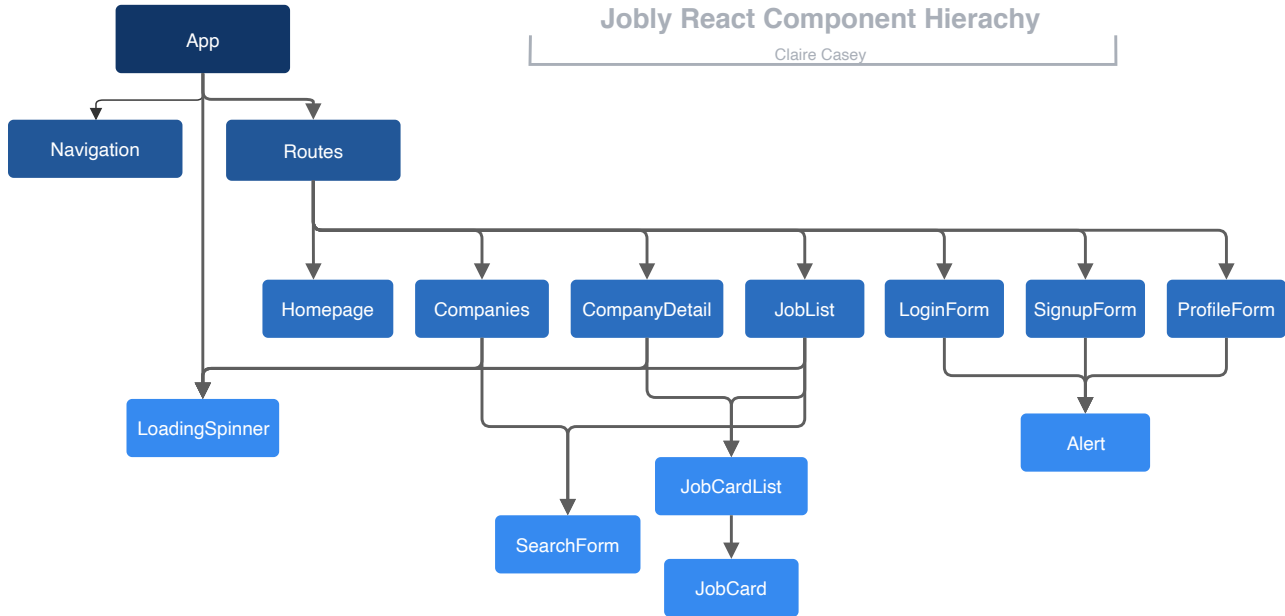 Jobly React Component Hierachy
Claire Casey
App
Navigation
Routes
Homepage
Companies
CompanyDetail
JobList
LoginForm
SignupForm
ProfileForm
LoadingSpinner
Alert
JobCardList
SearchForm
JobCard